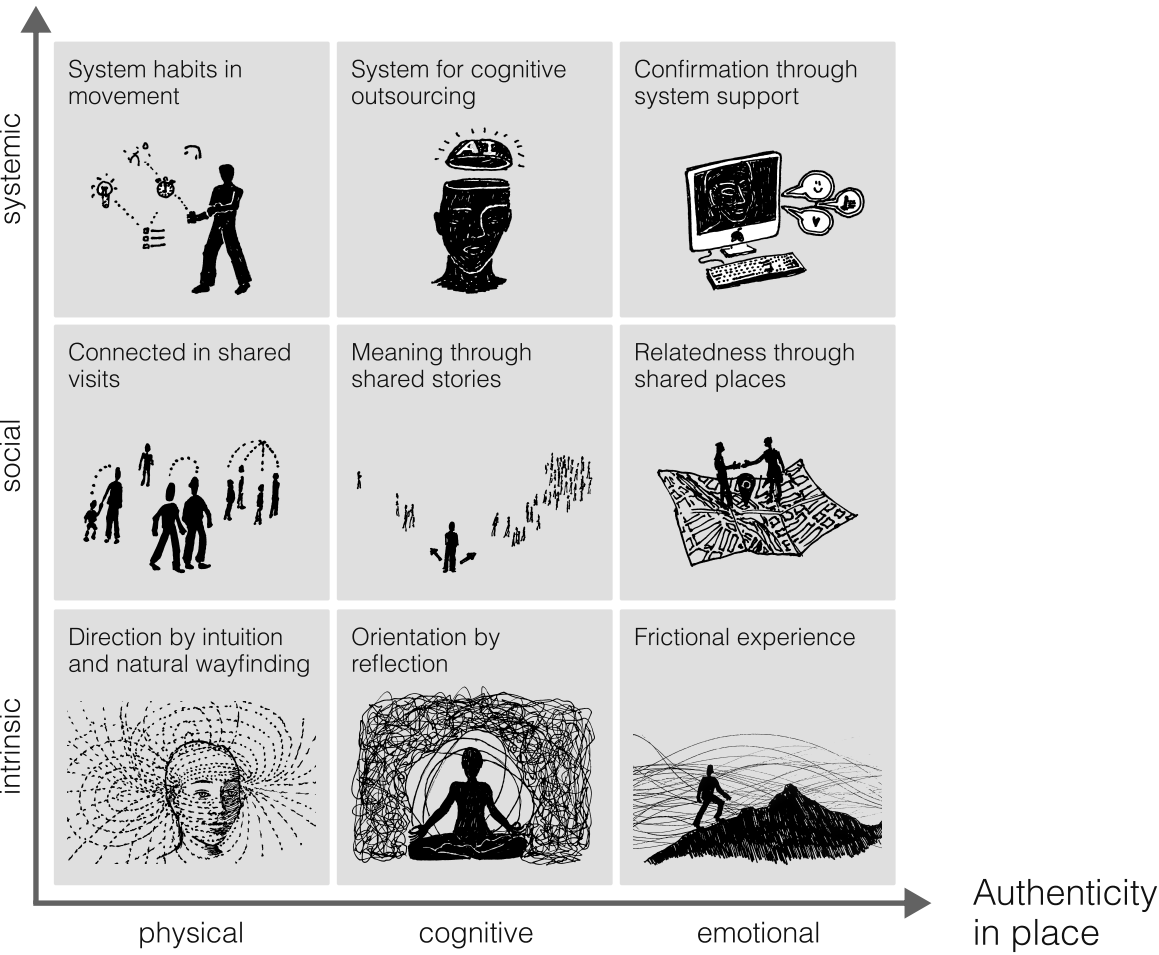 systemic
System habits in
movement
System for cognitive
outsourcing
AI
Confirmation through
system support
social
Connected in shared
visits
Meaning through
shared stories
Relatedness through
shared places
intrinsic
Direction by intuition
and natural wayfinding
Orientation by
reflection
Frictional experience
physical
cognitive
emotional
Authenticity
in place